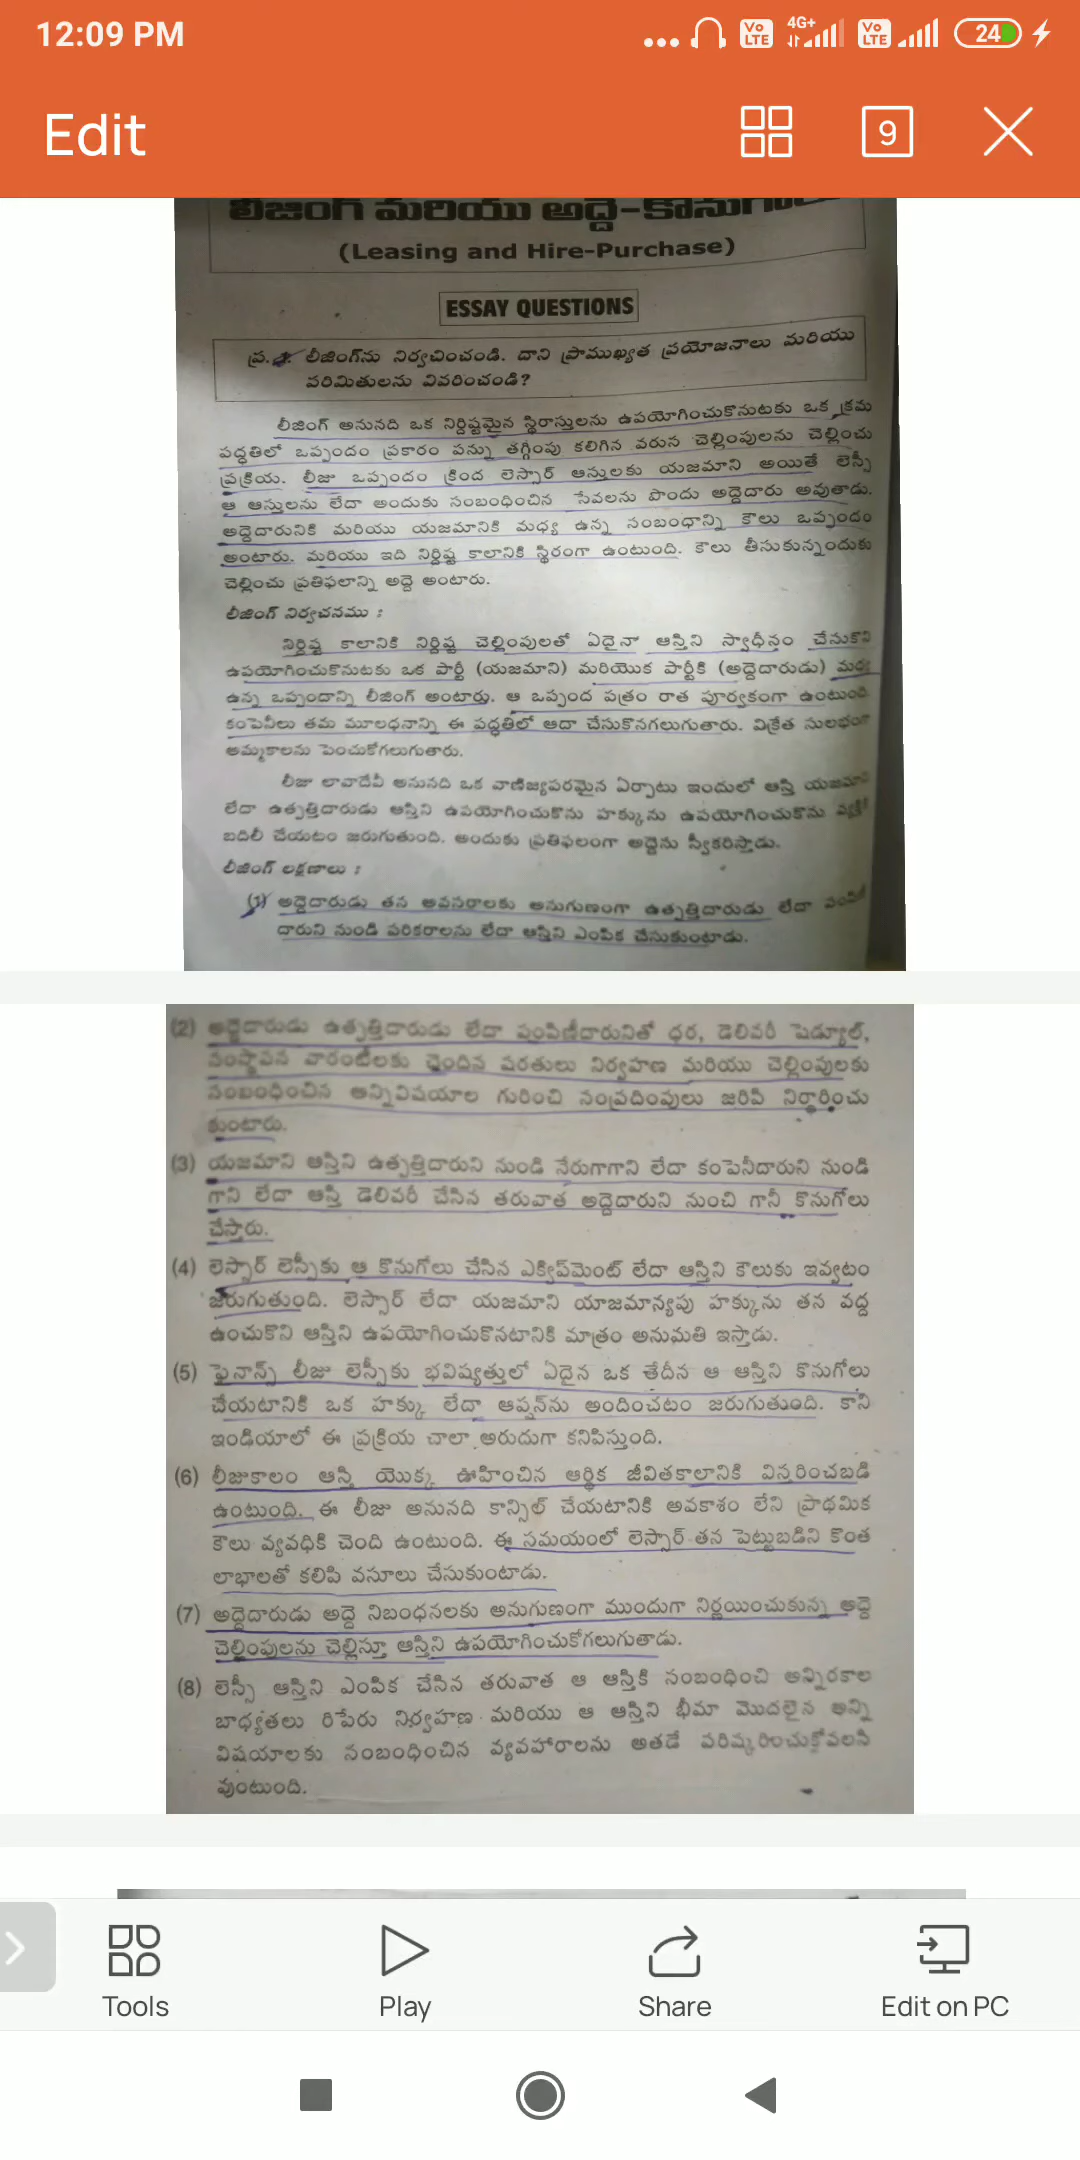 12:09 PM
4G+
Vo LTE
Vo LTE
24
Edit
9
లీజింగ్ మరియు అద్దె-కొనుగో
(Leasing and Hire-Purchase)
ESSAY QUESTIONS
ప్ర. లీజింగ్‌ను నిర్వచించండి. దాని ప్రాముఖ్యత ప్రయోజనాలు మరియు
పరిమితులను వివరించండి?
లీజింగ్ అనునది ఒక నిర్దిష్టమైన స్థిరాస్తులను ఉపయోగించుకొనుటకు ఒక క్రమ
పద్ధతిలో ఒప్పందం ప్రకారం పన్ను తగ్గింపు కలిగిన వరుస చెల్లింపులను చెల్లించు
ప్రక్రియ. లీజు ఒప్పందం క్రింద లెస్సార్ ఆస్తులకు యజమాని అయితే లెస్సీ
ఆ ఆస్తులను లేదా అందుకు సంబంధించిన సేవలను పొందు అద్దెదారు అవుతాడు.
అద్దెదారునికి మరియు యజమానికి మధ్య ఉన్న సంబంధాన్ని కౌలు ఒప్పందం
అంటారు. మరియు ఇది నిర్దిష్ట కాలానికి స్థిరంగా ఉంటుంది. కౌలు తీసుకున్నందుకు
చెల్లించు ప్రతిఫలాన్ని అద్దె అంటారు.
లీజింగ్ నిర్వచనము :
నిర్దిష్ట కాలానికి నిర్దిష్ట చెల్లింపులతో ఏదైనా ఆస్తిని స్వాధీనం చేసుకొని
ఉపయోగించుకొనుటకు ఒక పార్టీ (యజమాని) మరియొక పార్టీకి (అద్దెదారుడు) మధ్య
ఉన్న ఒప్పందాన్ని లీజింగ్ అంటారు. ఆ ఒప్పంద పత్రం రాత పూర్వకంగా ఉంటుంది
కంపెనీలు తమ మూలధనాన్ని ఈ పద్ధతిలో ఆదా చేసుకొనగలుగుతారు. విక్రేత సులభంగా
అమ్మకాలను పెంచుకోగలుగుతారు.
లీజు లావాదేవీ అనునది ఒక వాణిజ్యపరమైన ఏర్పాటు ఇందులో ఆస్తి యజమాని
లేదా ఉత్పత్తిదారుడు ఆస్తిని ఉపయోగించుకొను హక్కును ఉపయోగించుకొను వ్యక్తికి
బదిలీ చేయటం జరుగుతుంది. అందుకు ప్రతిఫలంగా అద్దెను స్వీకరిస్తాడు.
లీజింగ్ లక్షణాలు :
(1) అద్దెదారుడు తన అవసరాలకు అనుగుణంగా ఉత్పత్తిదారుడు లేదా పంపిణీ
దారుని నుండి పరికరాలను లేదా ఆస్తిని ఎంపిక చేసుకుంటాడు.
(2) అద్దెదారుడు ఉత్పత్తిదారుడు లేదా పంపిణీదారునితో ధర, డెలివరీ షెడ్యూల్,
సంస్థాపన వారంటీలకు చెందిన షరతులు నిర్వహణ మరియు చెల్లింపులకు
సంబంధించిన అన్నివిషయాల గురించి సంప్రదింపులు జరిపి నిర్ధారించు
కుంటారు.
(3) యజమాని ఆస్తిని ఉత్పత్తిదారుని నుండి నేరుగాగాని లేదా కంపెనీదారుని నుండి
గాని లేదా ఆస్తి డెలివరీ చేసిన తరువాత అద్దెదారుని నుంచి గానీ కొనుగోలు
చేస్తారు.
(4) లెస్సార్ లెస్సీకు ఆ కొనుగోలు చేసిన ఎక్విప్‌మెంట్ లేదా ఆస్తిని కౌలుకు ఇవ్వటం
జరుగుతుంది. లెస్సార్ లేదా యజమాని యాజమాన్యపు హక్కును తన వద్ద
ఉంచుకొని ఆస్తిని ఉపయోగించుకొనటానికి మాత్రం అనుమతి ఇస్తాడు.
(5) ఫైనాన్స్ లీజు లెస్సీకు భవిష్యత్తులో ఏదైన ఒక తేదీన ఆ ఆస్తిని కొనుగోలు
చేయటానికి ఒక హక్కు లేదా ఆప్షన్‌ను అందించటం జరుగుతుంది. కాని
ఇండియాలో ఈ ప్రక్రియ చాలా అరుదుగా కనిపిస్తుంది.
(6) లీజుకాలం ఆస్తి యొక్క ఊహించిన ఆర్థిక జీవితకాలానికి విస్తరించబడి
ఉంటుంది. ఈ లీజు అనునది కాన్సిల్ చేయటానికి అవకాశం లేని ప్రాథమిక
కౌలు వ్యవధికి చెంది ఉంటుంది. ఈ సమయంలో లెస్సార్ తన పెట్టుబడిని కొంత
లాభాలతో కలిపి వసూలు చేసుకుంటాడు.
(7) అద్దెదారుడు అద్దె నిబంధనలకు అనుగుణంగా ముందుగా నిర్ణయించుకున్న అద్దె
చెల్లింపులను చెల్లిస్తూ ఆస్తిని ఉపయోగించుకోగలుగుతాడు.
(8) లెస్సీ ఆస్తిని ఎంపిక చేసిన తరువాత ఆ ఆస్తికి సంబంధించి అన్నిరకాల
బాధ్యతలు రిపేరు నిర్వహణ మరియు ఆ ఆస్తిని భీమా మొదలైన అన్ని
విషయాలకు సంబంధించిన వ్యవహారాలను అతడే పరిష్కరించుకోవలసి
వుంటుంది.
Tools
Play
Share
Edit on PC